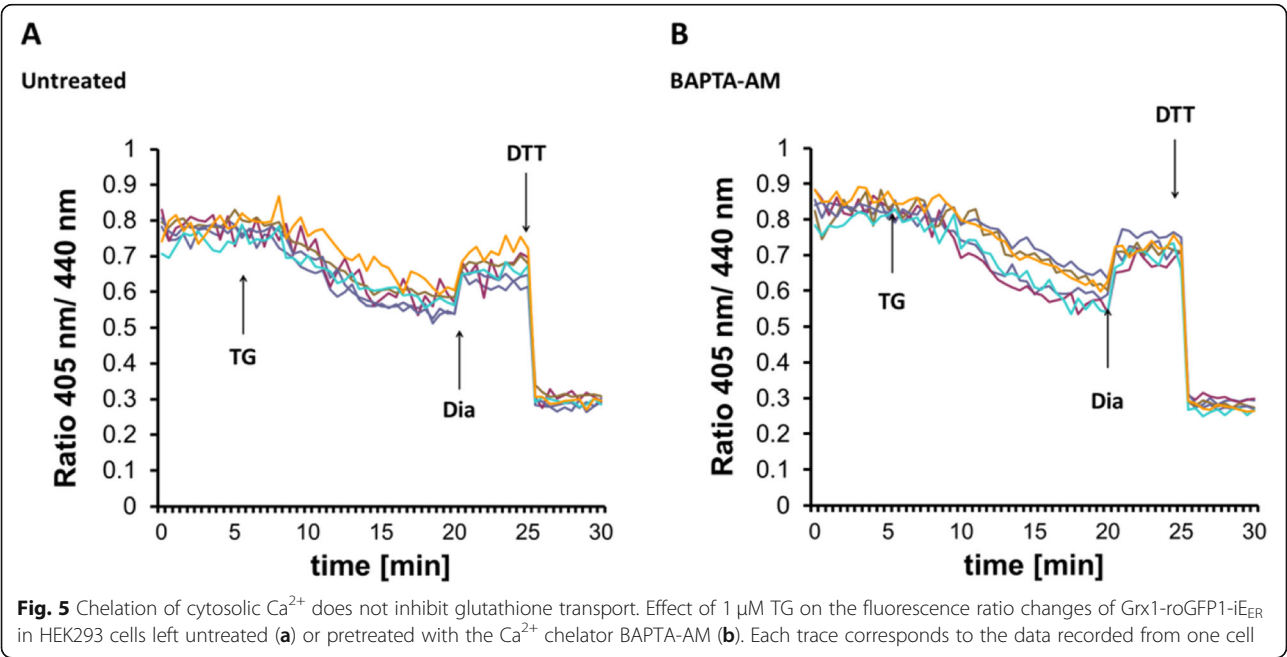 A
Untreated
Ratio 405 nm/ 440 nm
1
0.9
0.8
0.7
0.6
0.5
0.4
0.3
0.2
0.1
0
0
5
10
15
20
25
30
time [min]
TG
Dia
DTT
B
BAPTA-AM
Ratio 405 nm/ 440 nm
1
0.9
0.8
0.7
0.6
0.5
0.4
0.3
0.2
0.1
0
0
5
10
15
20
25
30
time [min]
TG
Dia
DTT
Fig. 5 Chelation of cytosolic Ca²⁺ does not inhibit glutathione transport. Effect of 1 μM TG on the fluorescence ratio changes of Grx1-roGFP1-iE_ER
in HEK293 cells left untreated (a) or pretreated with the Ca²⁺ chelator BAPTA-AM (b). Each trace corresponds to the data recorded from one cell